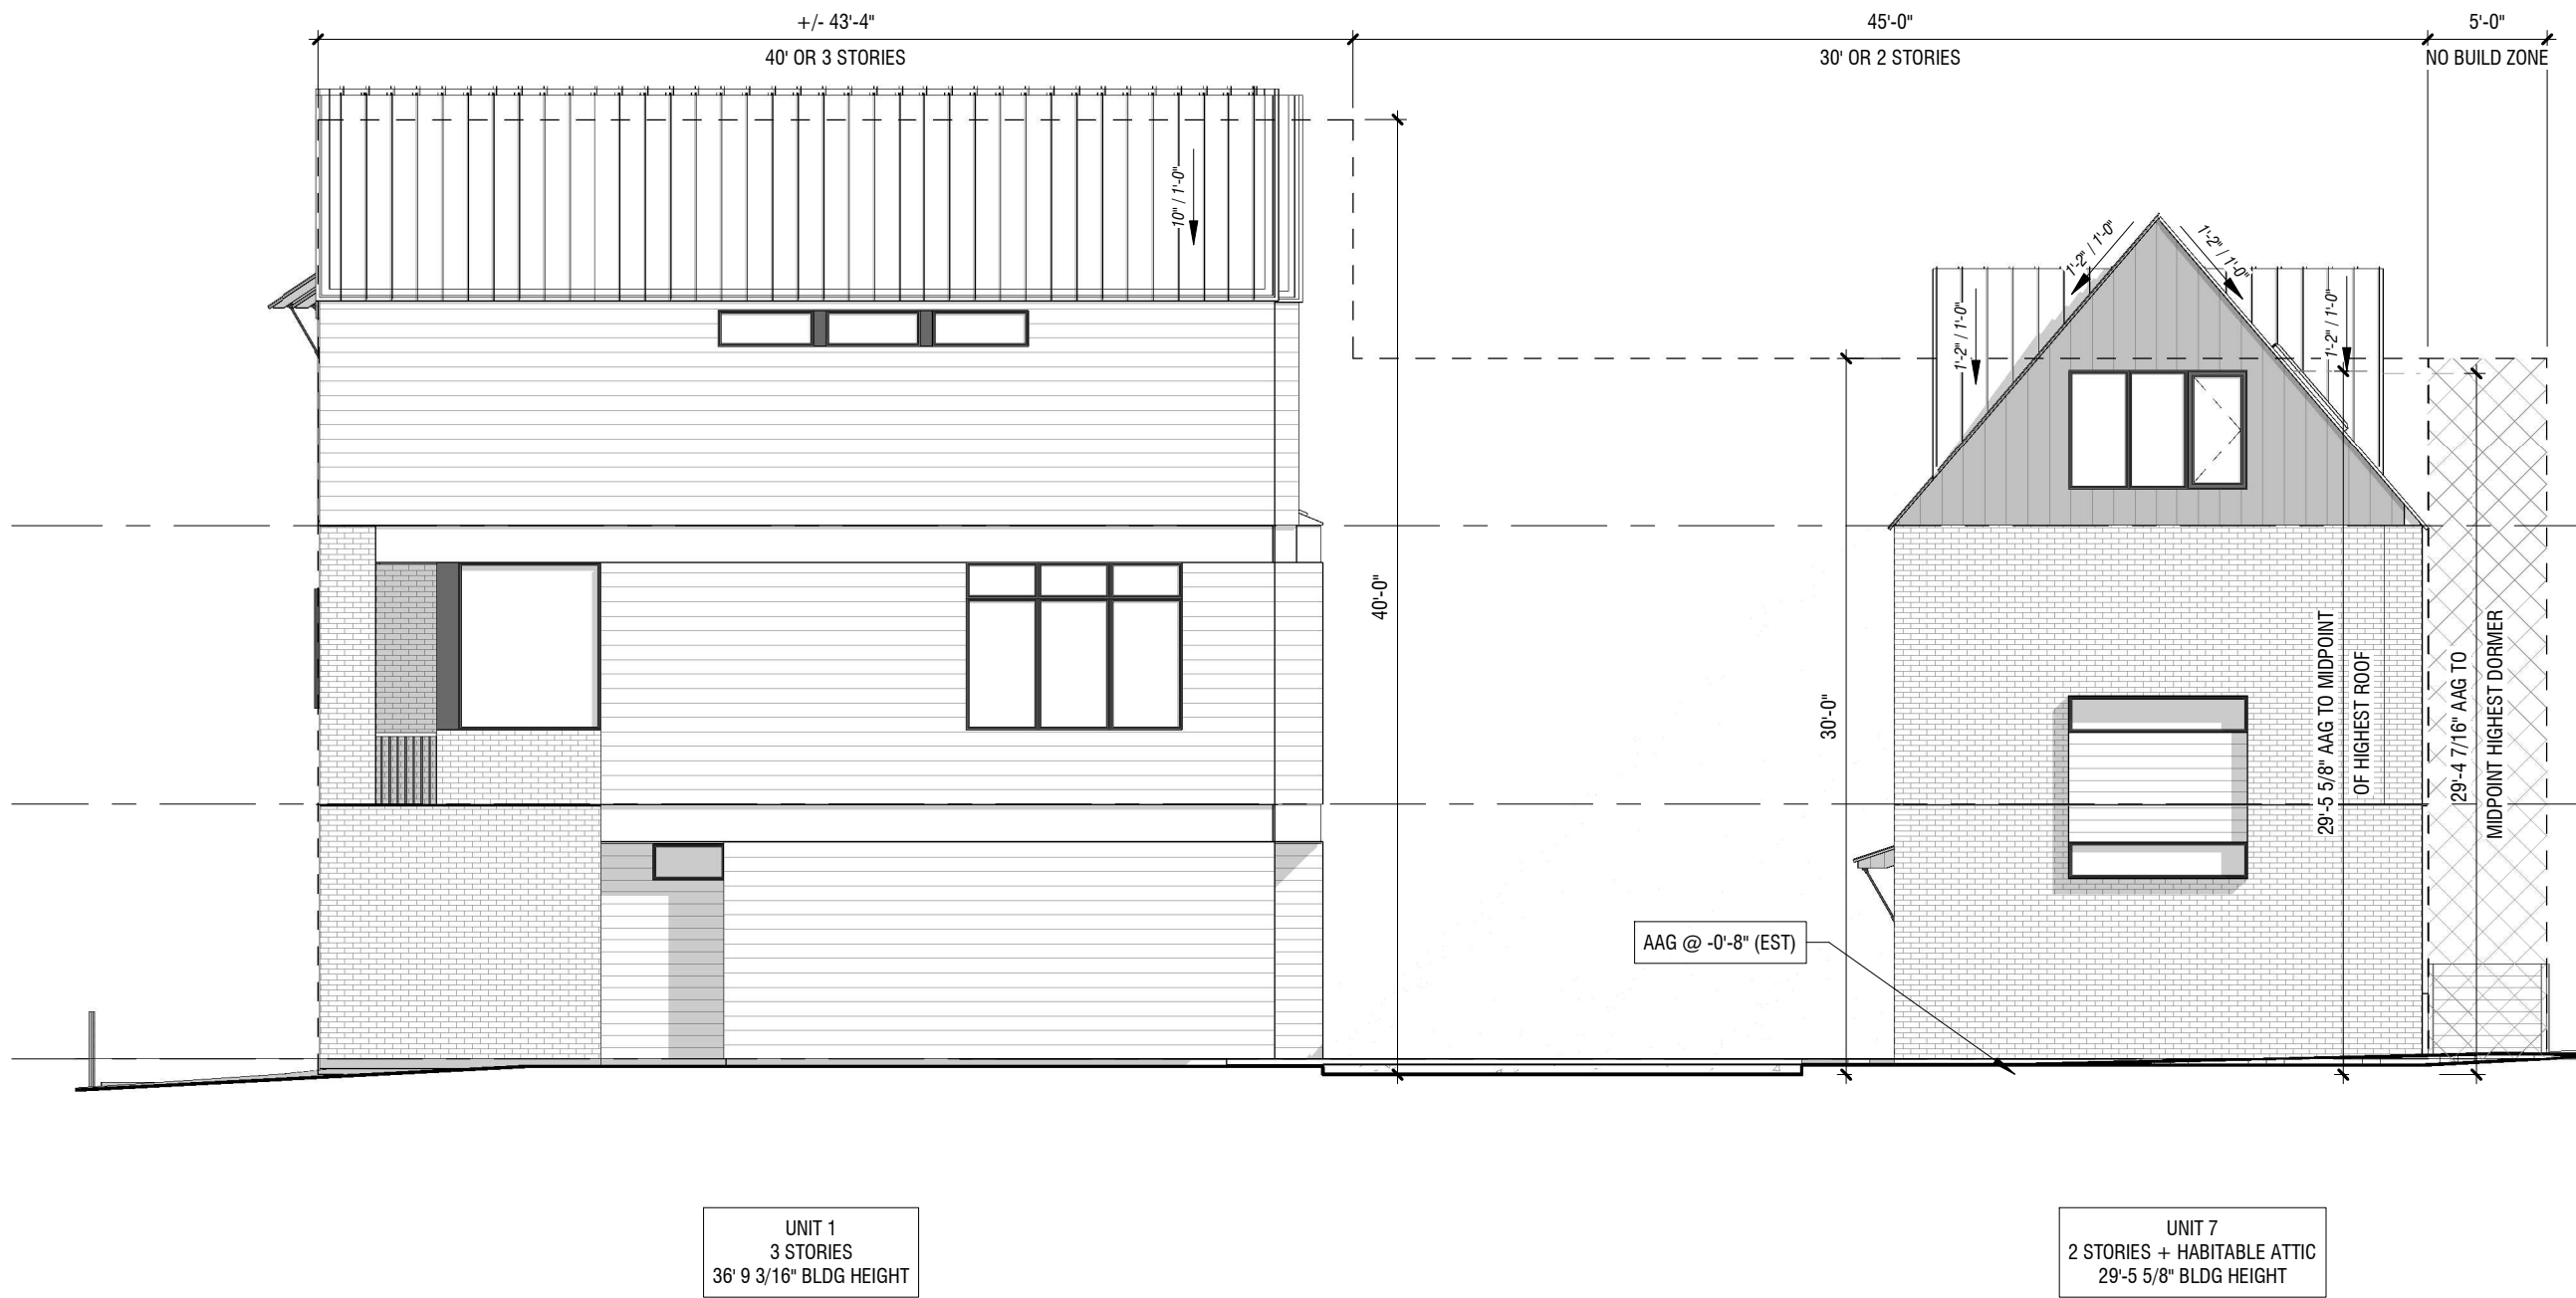 +/- 43'-4"
45'-0"
5'-0"
40' OR 3 STORIES
30' OR 2 STORIES
NO BUILD ZONE
10" / 1'-0"
1'-2" / 1'-0"
1'-2" / 1'-0"
1'-2" / 1'-0"
1'-2" / 1'-0"
40'-0"
30'-0"
29'-5 5/8" AAG TO MIDPOINT
OF HIGHEST ROOF
29'-4 7/16" AAG TO
MIDPOINT HIGHEST DORMER
AAG @ -0'-8" (EST)
UNIT 1
3 STORIES
36' 9 3/16" BLDG HEIGHT
UNIT 7
2 STORIES + HABITABLE ATTIC
29'-5 5/8" BLDG HEIGHT